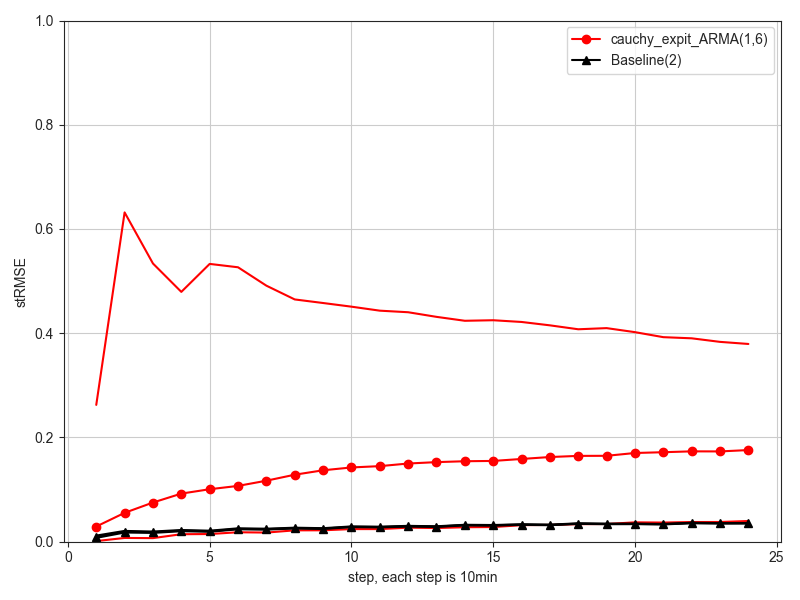 1.0
0.8
0.6
0.4
0.2
0.0
stRMSE
cauchy_expit_ARMA(1,6)
Baseline(2)
0 5 10 15 20 25
step, each step is 10min